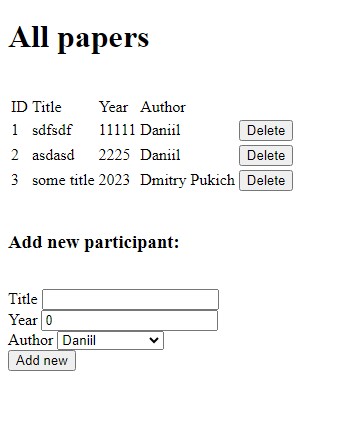 All papers
ID Title Year Author
1 sdfsdf 11111 Daniil Delete
2 asdasd 2225 Daniil Delete
3 some title 2023 Dmitry Pukich Delete
Add new participant:
Title
Year 0
Author Daniil
Add new